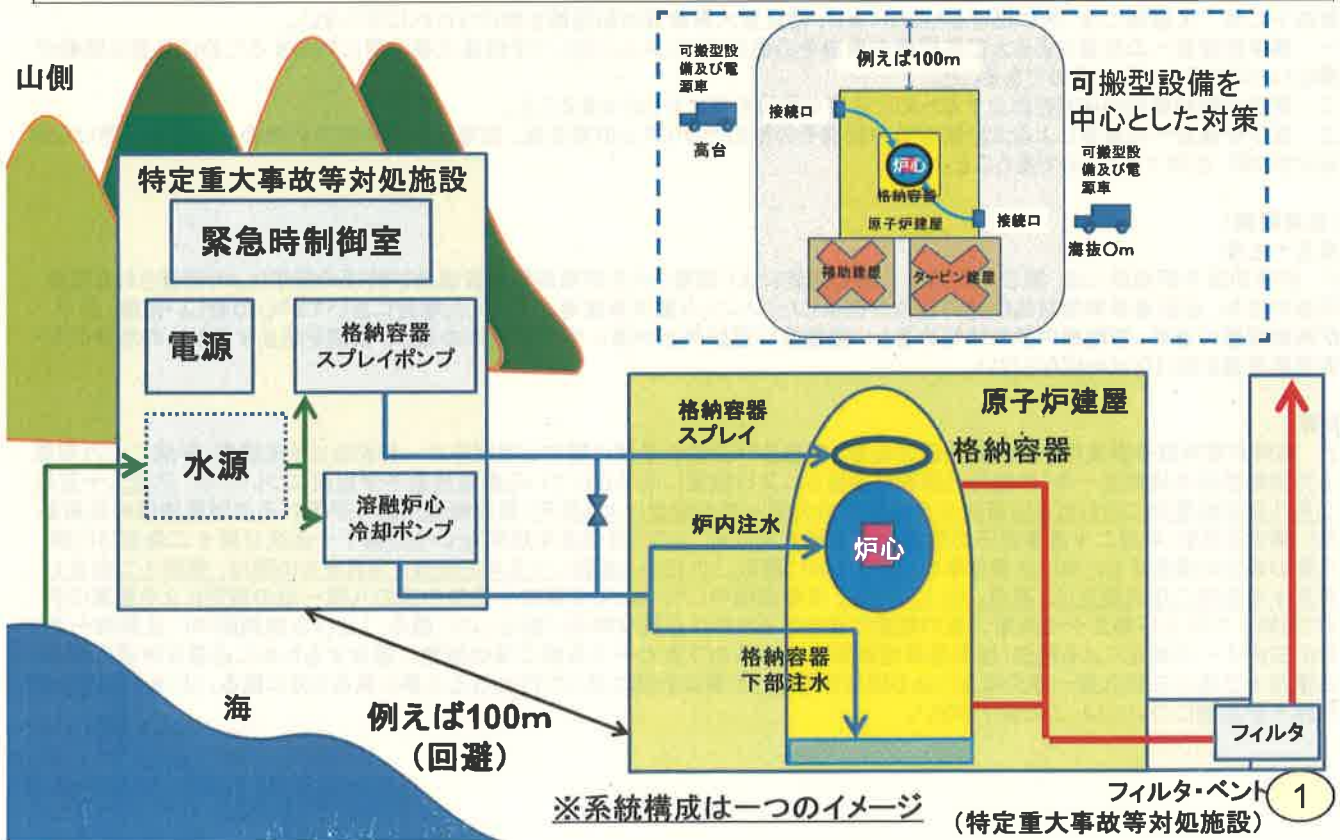 山側
特定重大事故等対処施設
緊急時制御室
電源
格納容器
スプレイポンプ
水源
溶融炉心
冷却ポンプ
海
例えば100m
(回避)
可搬型設
備及び電
源車
高台
例えば100m
接続口
炉心
格納容器
原子炉建屋
接続口
補助建屋
タービン建屋
可搬型設備を
中心とした対策
可搬型設
備及び電
源車
海抜0m
格納容器
スプレイ
原子炉建屋
格納容器
炉内注水
炉心
格納容器
下部注水
フィルタ
※系統構成は一つのイメージ
フィルタ・ベント
(特定重大事故等対処施設)
1